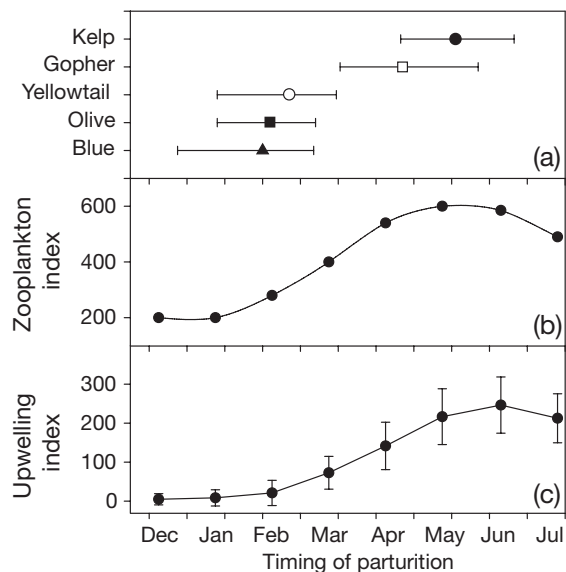 Kelp
Gopher
Yellowtail
Olive
Blue
(a)
Zooplankton
index
600
400
200
(b)
Upwelling
index
300
200
100
0
(c)
Dec Jan Feb Mar Apr May Jun Jul
Timing of parturition